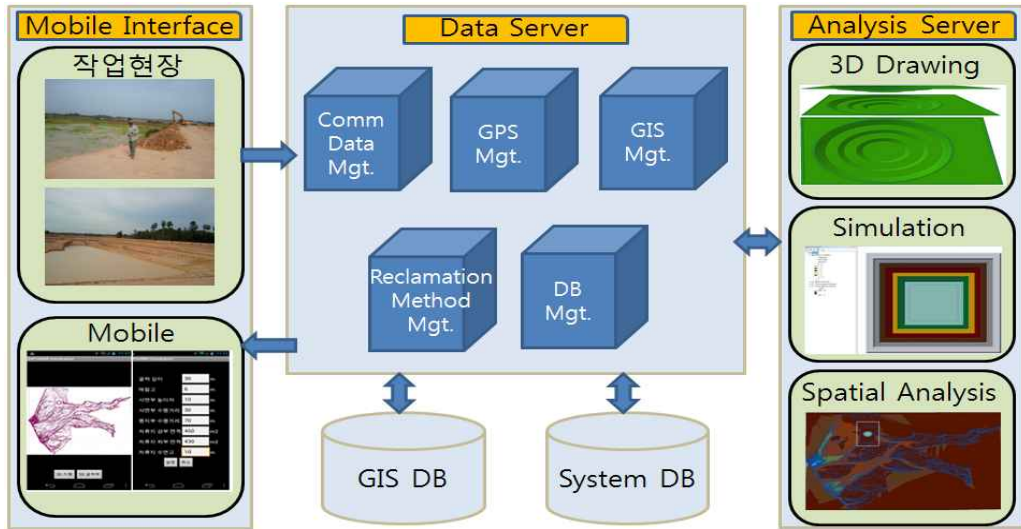 Mobile Interface
작업현장
Mobile
Data Server
Comm
Data
Mgt.
GPS
Mgt.
GIS
Mgt.
Reclamation
Method
Mgt.
DB
Mgt.
GIS DB
System DB
Analysis Server
3D Drawing
Simulation
Spatial Analysis